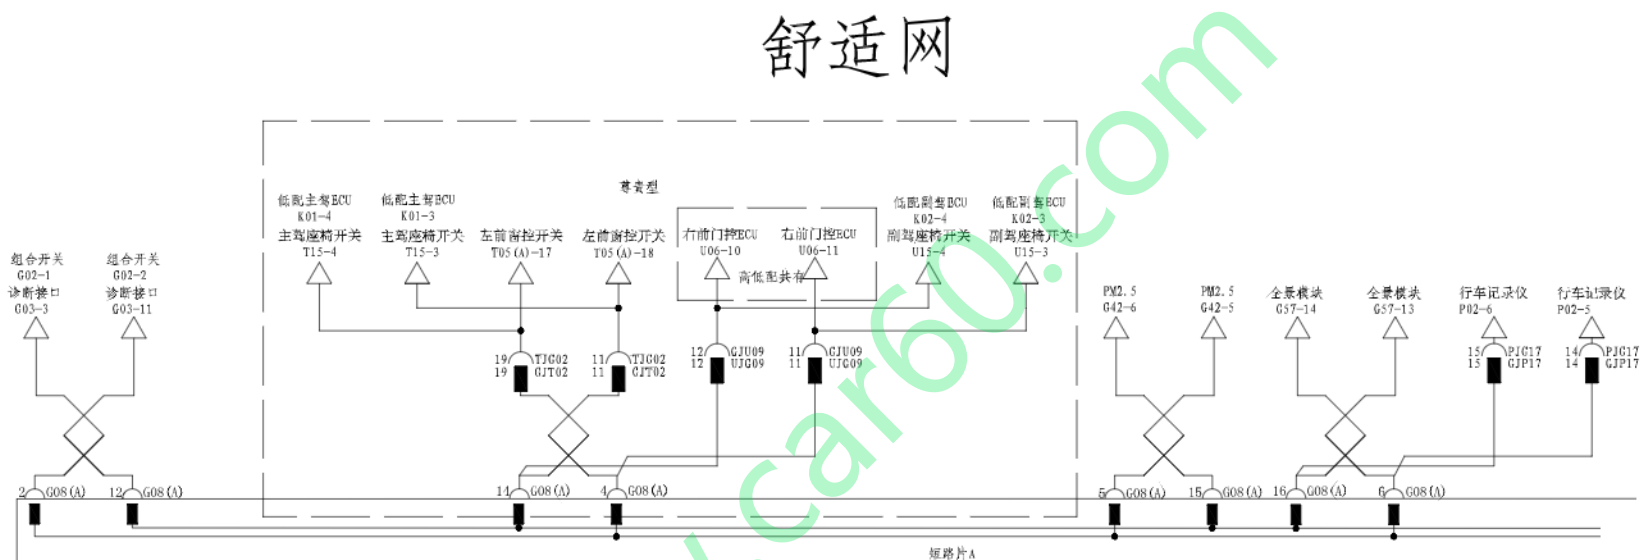 舒适网
尊贵型
低配主驾ECU
K01-4
主驾座椅开关
T15-4
低配主驾ECU
K01-3
主驾座椅开关
T15-3
左前窗控开关
T05(A)-17
左前窗控开关
T05(A)-18
右前门控ECU
U06-10
右前门控ECU
U06-11
高低配共有
低配副驾ECU
K02-4
副驾座椅开关
U15-4
低配副驾ECU
K02-3
副驾座椅开关
U15-3
组合开关
G02-1
诊断接口
G03-3
组合开关
G02-2
诊断接口
G03-11
PM2.5
G42-6
PM2.5
G42-5
全景模块
G57-14
全景模块
G57-13
行车记录仪
P02-6
行车记录仪
P02-5
19 TJG02
19 GJT02
11 TJG02
11 GJT02
12 GJU09
12 UJG09
11 GJU09
11 UJG09
15 PJG17
15 GJP17
14 PJG17
14 GJP17
2 G08(A)
12 G08(A)
14 G08(A)
4 G08(A)
5 G08(A)
15 G08(A)
16 G08(A)
6 G08(A)
短路片A
.car60.com